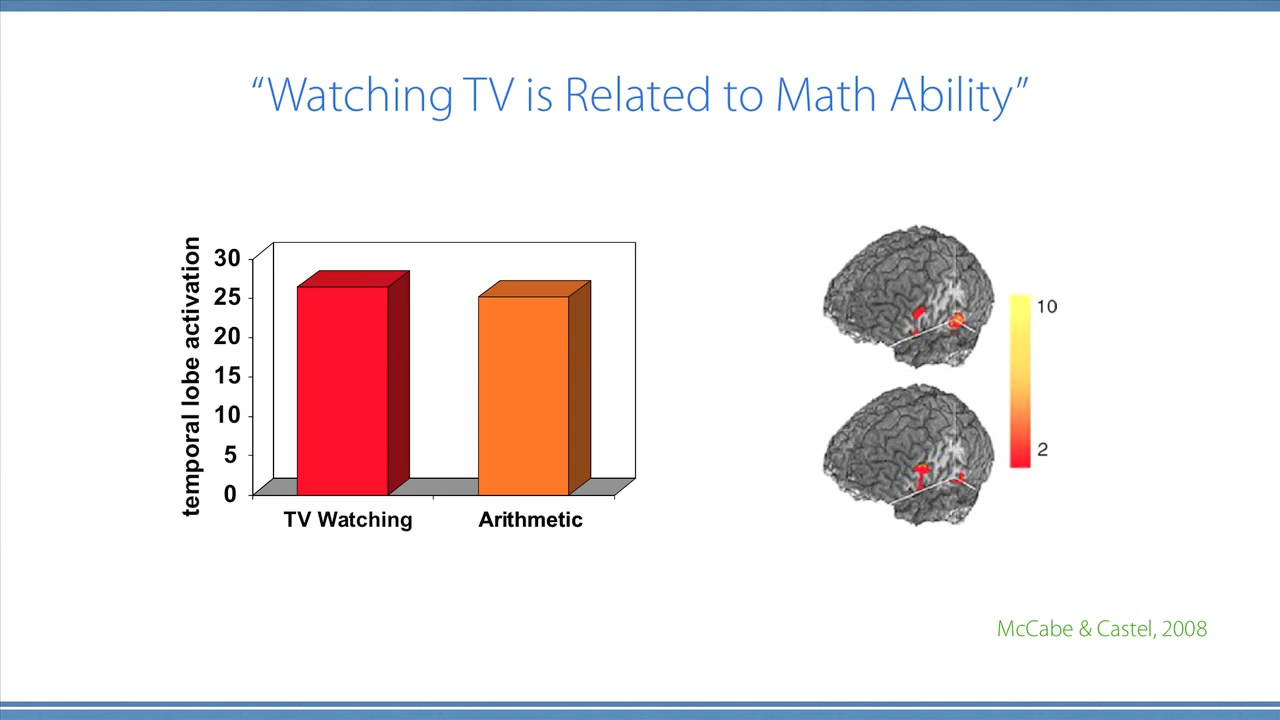 “Watching TV is Related to Math Ability”
temporal lobe activation
30
25
20
15
10
5
0
TV Watching
Arithmetic
10
2
McCabe & Castel, 2008